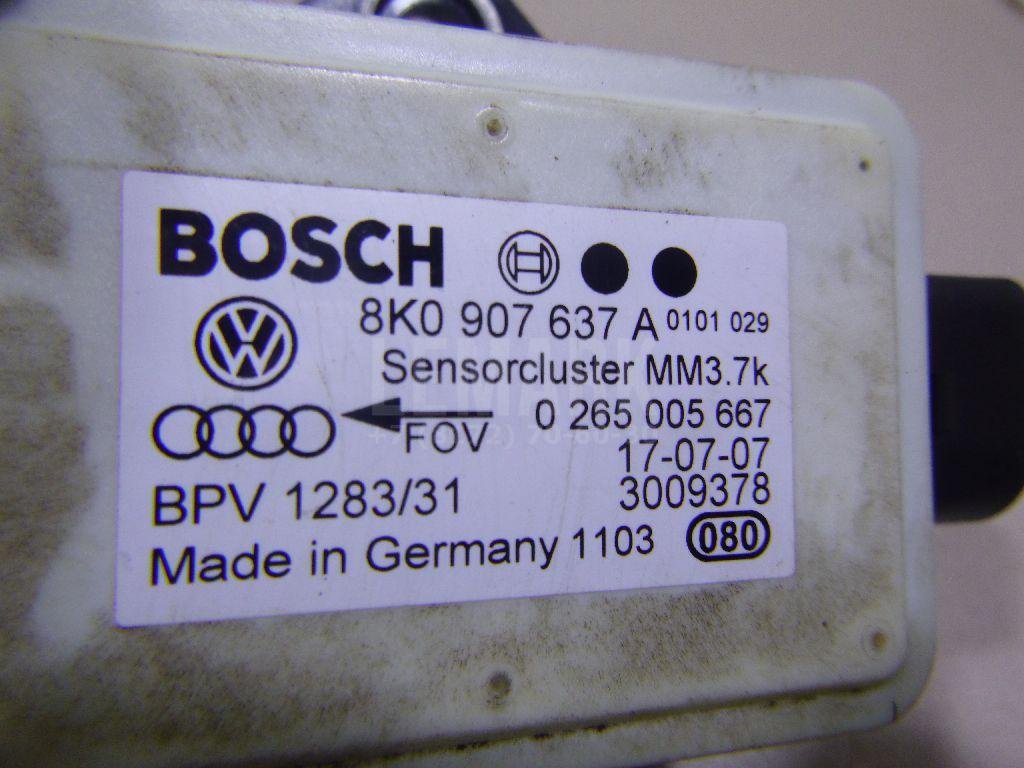 BOSCH
8K0 907 637 A 0101 029
Sensorcluster MM3.7k
FOV
0 265 005 667
17-07-07
BPV 1283/31
3009378
Made in Germany 1103
080
LEMARK